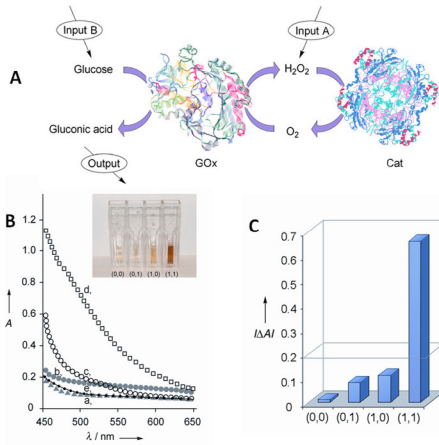 Input B
Input A
A
Glucose
H₂O₂
Gluconic acid
O₂
Output
GOx
Cat
B
1.2
1.0
0.8
0.6
0.4
0.2
0
A
450
500
550
600
650
λ / nm
d,
b,
c,
e,
a,
(0,0) (0,1) (1,0) (1,1)
C
0.7
0.6
0.5
0.4
0.3
0.2
0.1
0
IΔAI
(0,0) (0,1) (1,0) (1,1)